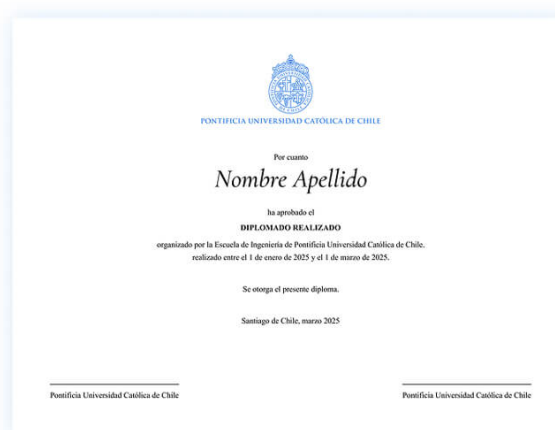 PONTIFICIA UNIVERSIDAD CATÓLICA DE CHILE
Por cuanto
Nombre Apellido
ha aprobado el
DIPLOMADO REALIZADO
organizado por la Escuela de Ingeniería de Pontificia Universidad Católica de Chile.
realizado entre el 1 de enero de 2025 y el 1 de marzo de 2025.
Se otorga el presente diploma.
Santiago de Chile, marzo 2025
Pontificia Universidad Católica de Chile
Pontificia Universidad Católica de Chile